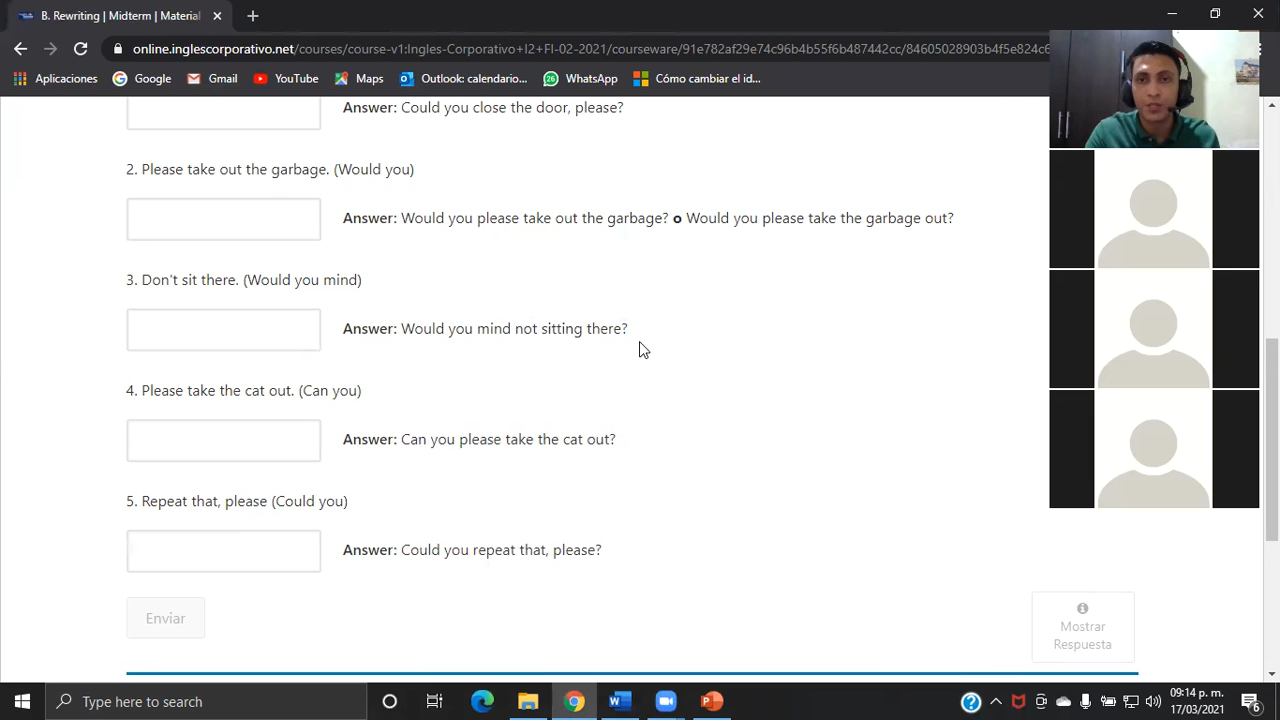 B. Rewriting | Midterm | Material
online.inglescorporativo.net/courses/course-v1:Ingles-Corporativo+I2+FI-02-2021/courseware/91e782af29e74c96b4b55f6b487442cc/84605028903b4f5e824c6
Aplicaciones Google Gmail YouTube Maps Outlook: calendario... 26 WhatsApp Cómo cambiar el id...
Answer: Could you close the door, please?
2. Please take out the garbage. (Would you)
Answer: Would you please take out the garbage? o Would you please take the garbage out?
3. Don't sit there. (Would you mind)
Answer: Would you mind not sitting there?
4. Please take the cat out. (Can you)
Answer: Can you please take the cat out?
5. Repeat that, please (Could you)
Answer: Could you repeat that, please?
Enviar
Mostrar
Respuesta
Type here to search
09:14 p. m.
17/03/2021
6